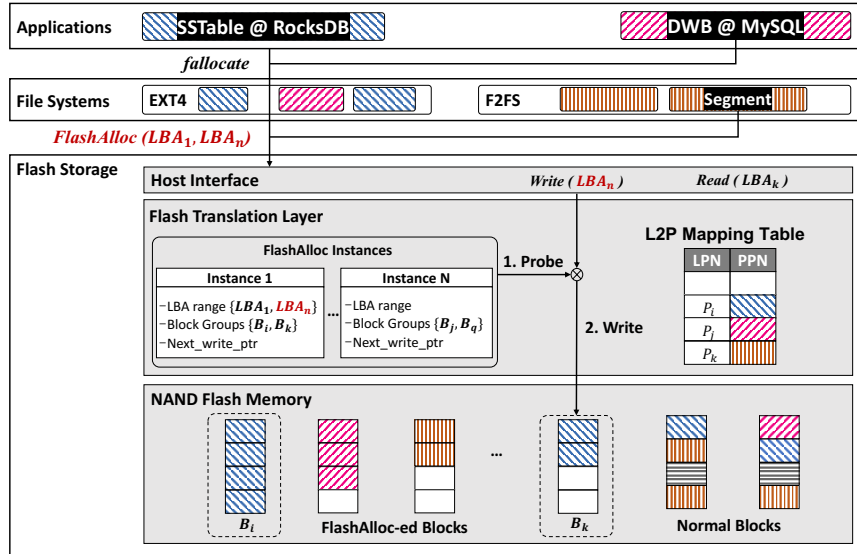 Applications
SSTable @ RocksDB
DWB @ MySQL
fallocate
File Systems
EXT4
F2FS
Segment
FlashAlloc (LBA₁, LBAₙ)
Flash Storage
Host Interface
Write (LBAₙ)
Read (LBAₖ)
Flash Translation Layer
FlashAlloc Instances
Instance 1
−LBA range {LBA₁, LBAₙ}
−Block Groups {Bᵢ, Bₖ}
−Next_write_ptr
...
Instance N
−LBA range
−Block Groups {Bⱼ, B_q}
−Next_write_ptr
1. Probe
2. Write
L2P Mapping Table
LPN PPN
Pᵢ
Pⱼ
Pₖ
NAND Flash Memory
...
Bᵢ
FlashAlloc-ed Blocks
Bₖ
Normal Blocks